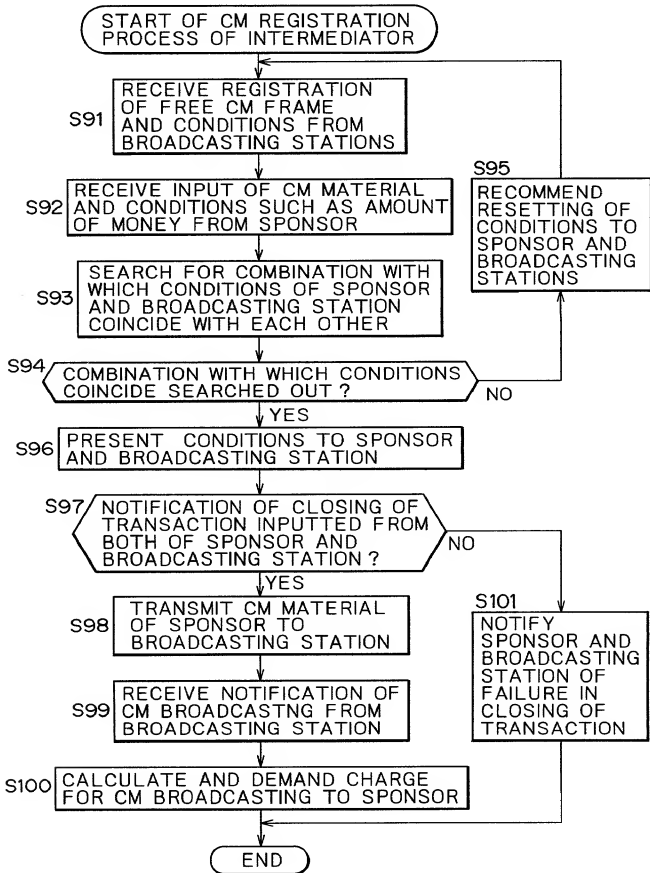 START OF CM REGISTRATION
PROCESS OF INTERMEDIATOR
S91
RECEIVE REGISTRATION
OF FREE CM FRAME
AND CONDITIONS FROM
BROADCASTING STATIONS
S92
RECEIVE INPUT OF CM MATERIAL
AND CONDITIONS SUCH AS AMOUNT
OF MONEY FROM SPONSOR
S93
SEARCH FOR COMBINATION WITH
WHICH CONDITIONS OF SPONSOR
AND BROADCASTING STATION
COINCIDE WITH EACH OTHER
S94
COMBINATION WITH WHICH CONDITIONS
COINCIDE SEARCHED OUT ?
NO
S95
RECOMMEND
RESETTING OF
CONDITIONS TO
SPONSOR AND
BROADCASTING
STATIONS
YES
S96
PRESENT CONDITIONS TO SPONSOR
AND BROADCASTING STATION
S97
NOTIFICATION OF CLOSING OF
TRANSACTION INPUTTED FROM
BOTH OF SPONSOR AND
BROADCASTING STATION ?
NO
YES
S98
TRANSMIT CM MATERIAL
OF SPONSOR TO
BROADCASTING STATION
S99
RECEIVE NOTIFICATION OF
CM BROADCASTNG FROM
BROADCASTING STATION
S101
NOTIFY
SPONSOR AND
BROADCASTING
STATION OF
FAILURE IN
CLOSING OF
TRANSACTION
S100
CALCULATE AND DEMAND CHARGE
FOR CM BROADCASTING TO SPONSOR
END